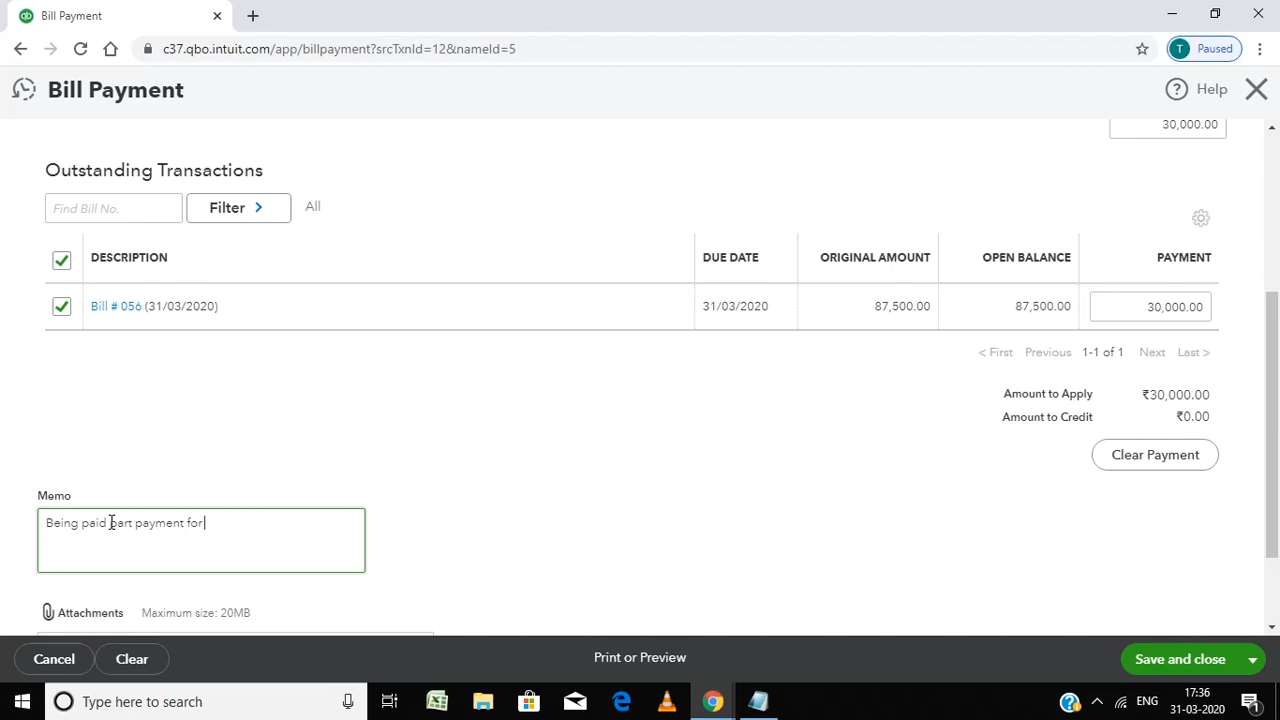 Bill Payment
c37.qbo.intuit.com/app/billpayment?srcTxnId=12&nameId=5
T Paused
Bill Payment
? Help
30,000.00
Outstanding Transactions
Find Bill No. Filter > All
DESCRIPTION DUE DATE ORIGINAL AMOUNT OPEN BALANCE PAYMENT
Bill # 056 (31/03/2020) 31/03/2020 87,500.00 87,500.00 30,000.00
< First Previous 1-1 of 1 Next Last >
Amount to Apply ₹30,000.00
Amount to Credit ₹0.00
Clear Payment
Memo
Being paid part payment for
Attachments Maximum size: 20MB
Cancel Clear Print or Preview Save and close
Type here to search ENG 17:36
31-03-2020